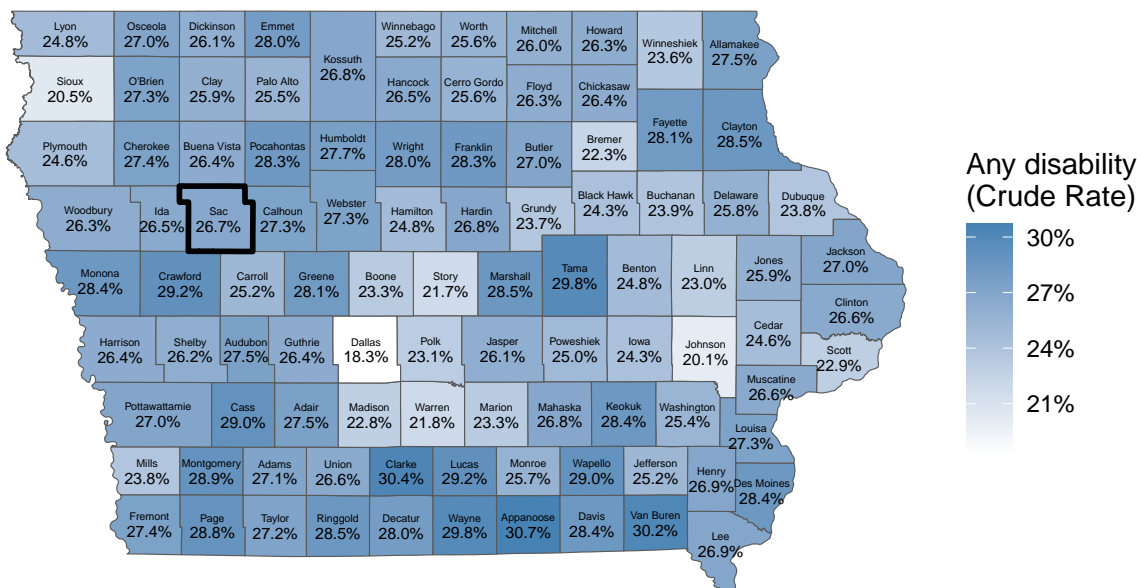 Lyon
24.8%
Osceola
27.0%
Dickinson
26.1%
Emmet
28.0%
Kossuth
26.8%
Winnebago
25.2%
Worth
25.6%
Mitchell
26.0%
Howard
26.3%
Winneshiek
23.6%
Allamakee
27.5%
Sioux
20.5%
O'Brien
27.3%
Clay
25.9%
Palo Alto
25.5%
Hancock
26.5%
Cerro Gordo
25.6%
Floyd
26.3%
Chickasaw
26.4%
Plymouth
24.6%
Cherokee
27.4%
Buena Vista
26.4%
Pocahontas
28.3%
Humboldt
27.7%
Wright
28.0%
Franklin
28.3%
Butler
27.0%
Bremer
22.3%
Fayette
28.1%
Clayton
28.5%
Woodbury
26.3%
Ida
26.5%
Sac
26.7%
Calhoun
27.3%
Webster
27.3%
Hamilton
24.8%
Hardin
26.8%
Grundy
23.7%
Black Hawk
24.3%
Buchanan
23.9%
Delaware
25.8%
Dubuque
23.8%
Monona
28.4%
Crawford
29.2%
Carroll
25.2%
Greene
28.1%
Boone
23.3%
Story
21.7%
Marshall
28.5%
Tama
29.8%
Benton
24.8%
Linn
23.0%
Jones
25.9%
Jackson
27.0%
Clinton
26.6%
Harrison
26.4%
Shelby
26.2%
Audubon
27.5%
Guthrie
26.4%
Dallas
18.3%
Polk
23.1%
Jasper
26.1%
Poweshiek
25.0%
Iowa
24.3%
Johnson
20.1%
Cedar
24.6%
Scott
22.9%
Muscatine
26.6%
Pottawattamie
27.0%
Cass
29.0%
Adair
27.5%
Madison
22.8%
Warren
21.8%
Marion
23.3%
Mahaska
26.8%
Keokuk
28.4%
Washington
25.4%
Louisa
27.3%
Mills
23.8%
Montgomery
28.9%
Adams
27.1%
Union
26.6%
Clarke
30.4%
Lucas
29.2%
Monroe
25.7%
Wapello
29.0%
Jefferson
25.2%
Henry
26.9%
Des Moines
28.4%
Fremont
27.4%
Page
28.8%
Taylor
27.2%
Ringgold
28.5%
Decatur
28.0%
Wayne
29.8%
Appanoose
30.7%
Davis
28.4%
Van Buren
30.2%
Lee
26.9%
Any disability
(Crude Rate)
30%
27%
24%
21%